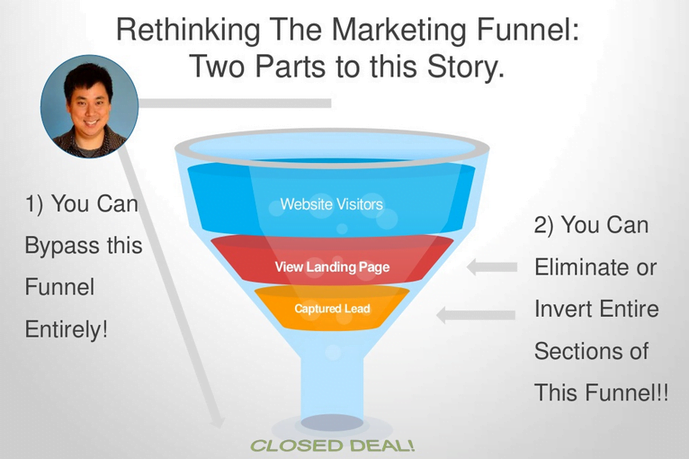 Rethinking The Marketing Funnel:
Two Parts to this Story.
1) You Can
Bypass this
Funnel
Entirely!
Website Visitors
View Landing Page
Captured Lead
2) You Can
Eliminate or
Invert Entire
Sections of
This Funnel!!
CLOSED DEAL!